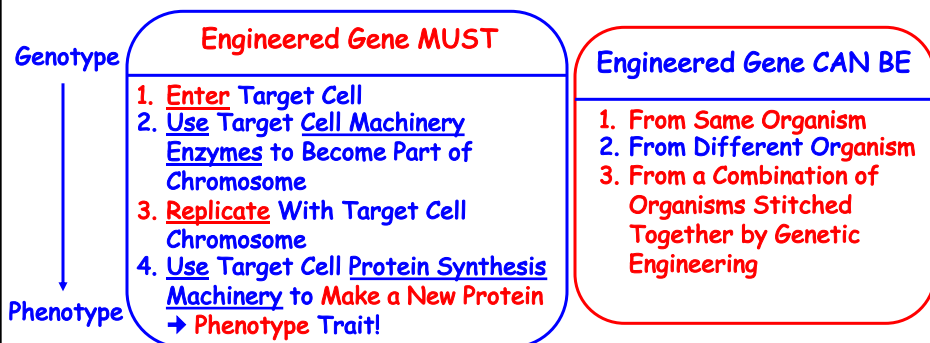 Genotype
Phenotype
Engineered Gene MUST
1. Enter Target Cell
2. Use Target Cell Machinery
Enzymes to Become Part of
Chromosome
3. Replicate With Target Cell
Chromosome
4. Use Target Cell Protein Synthesis
Machinery to Make a New Protein
➔ Phenotype Trait!
Engineered Gene CAN BE
1. From Same Organism
2. From Different Organism
3. From a Combination of
Organisms Stitched
Together by Genetic
Engineering